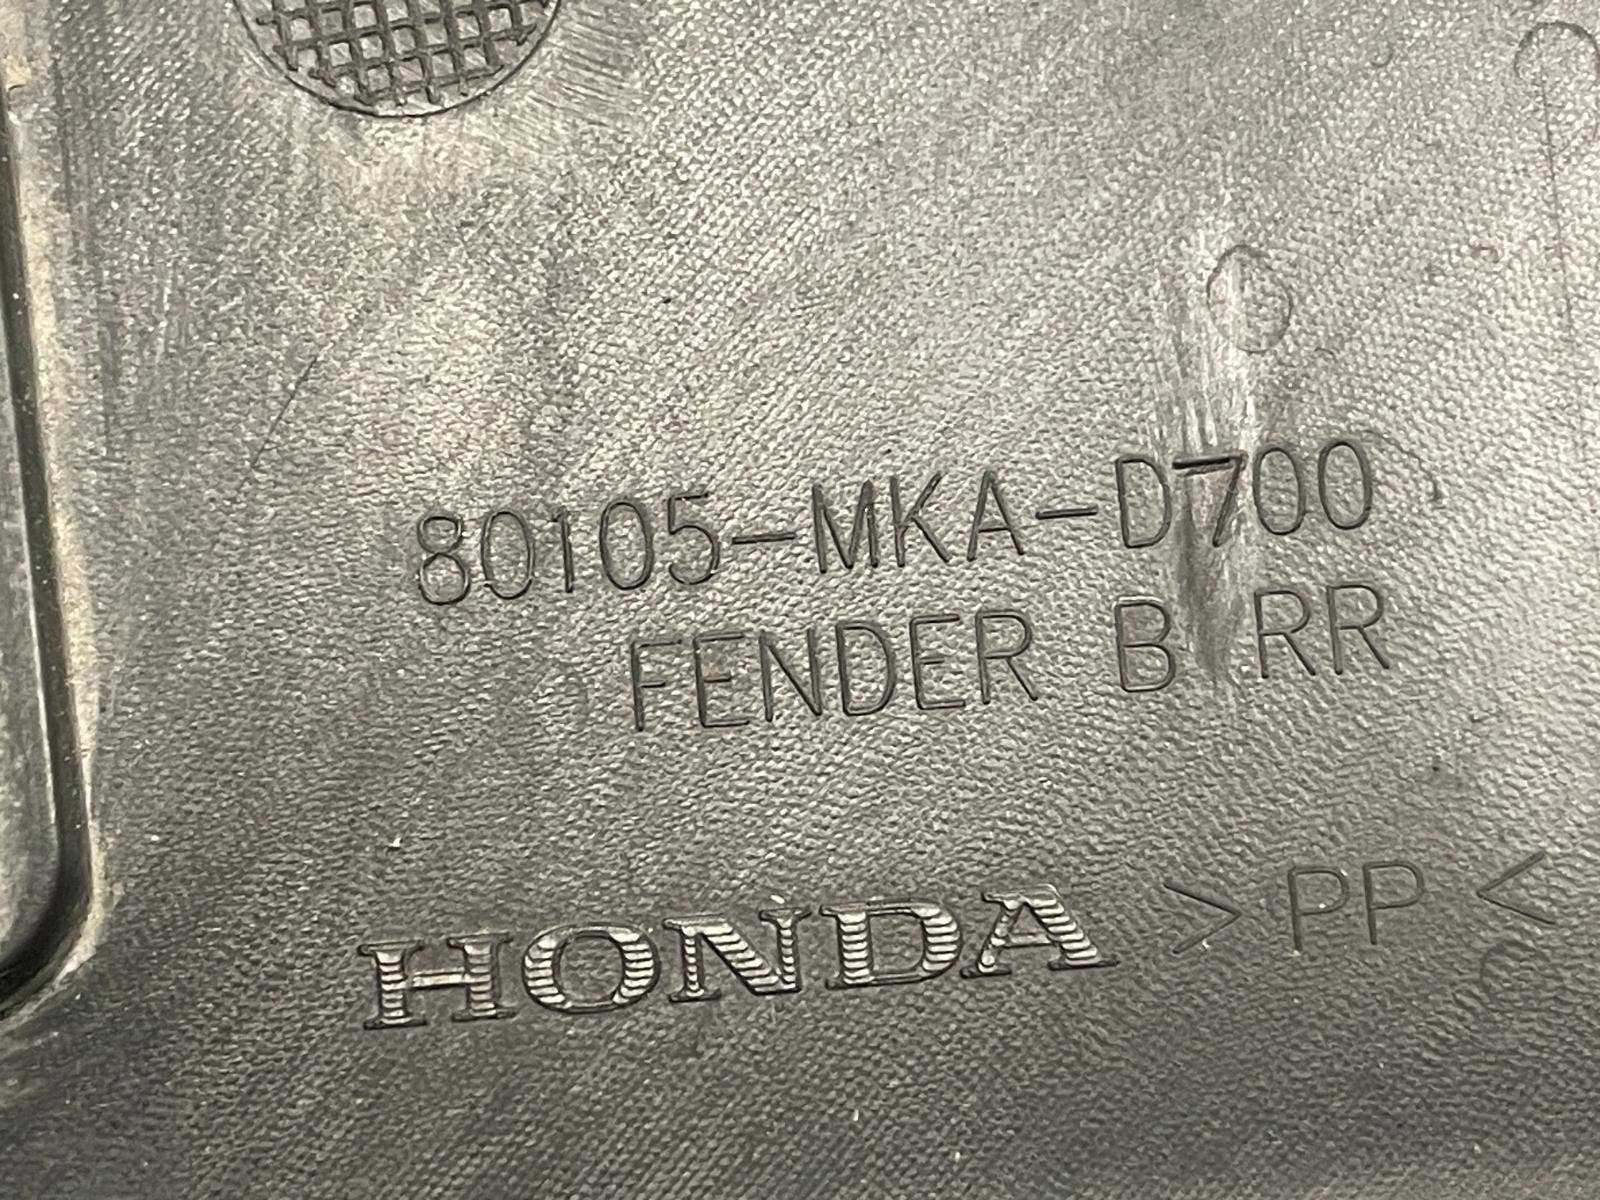 80105-MKA-D700
FENDER B RR
HONDA >PP<